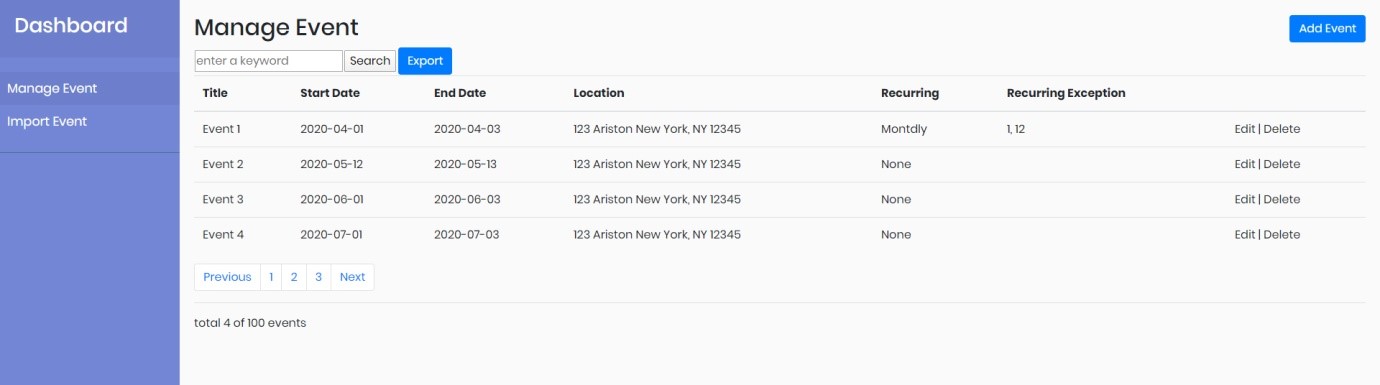 Dashboard
Manage Event
Import Event
Manage Event
Add Event
enter a keyword Search Export
Title Start Date End Date Location Recurring Recurring Exception
Event 1 2020-04-01 2020-04-03 123 Ariston New York, NY 12345 Montdly 1, 12 Edit | Delete
Event 2 2020-05-12 2020-05-13 123 Ariston New York, NY 12345 None Edit | Delete
Event 3 2020-06-01 2020-06-03 123 Ariston New York, NY 12345 None Edit | Delete
Event 4 2020-07-01 2020-07-03 123 Ariston New York, NY 12345 None Edit | Delete
Previous 1 2 3 Next
total 4 of 100 events